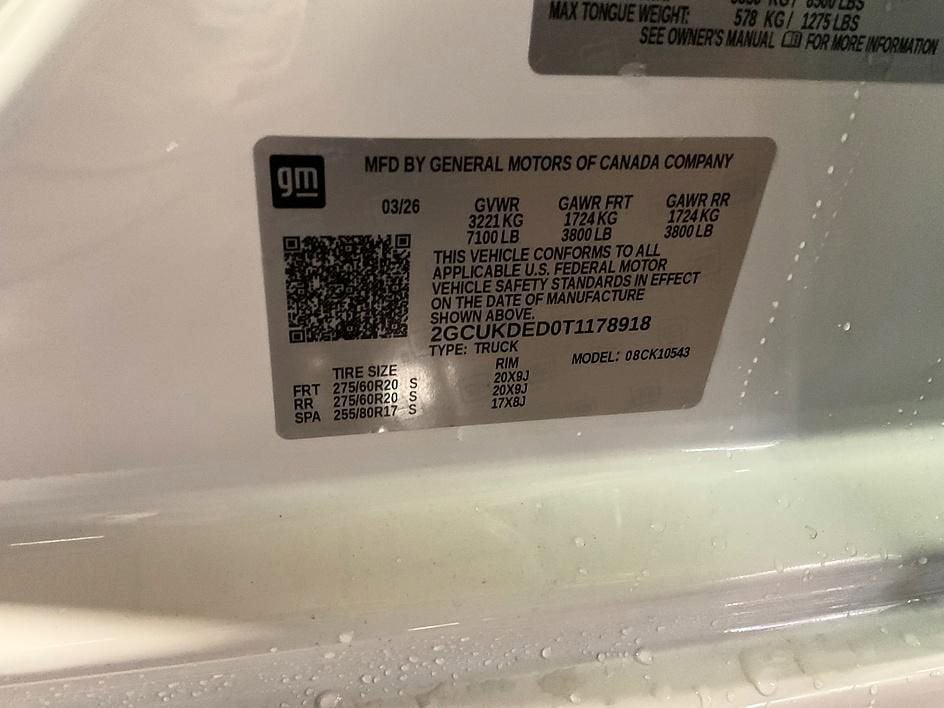 KG / 8500 LBS
MAX TONGUE WEIGHT: 578 KG / 1275 LBS
SEE OWNER'S MANUAL FOR MORE INFORMATION
gm
MFD BY GENERAL MOTORS OF CANADA COMPANY
03/26 GVWR GAWR FRT GAWR RR
3221 KG 1724 KG 1724 KG
7100 LB 3800 LB 3800 LB
THIS VEHICLE CONFORMS TO ALL
APPLICABLE U.S. FEDERAL MOTOR
VEHICLE SAFETY STANDARDS IN EFFECT
ON THE DATE OF MANUFACTURE
SHOWN ABOVE.
2GCUKDED0T1178918
TYPE: TRUCK MODEL: 08CK10543
TIRE SIZE RIM
FRT 275/60R20 S 20X9J
RR 275/60R20 S 20X9J
SPA 255/80R17 S 17X8J